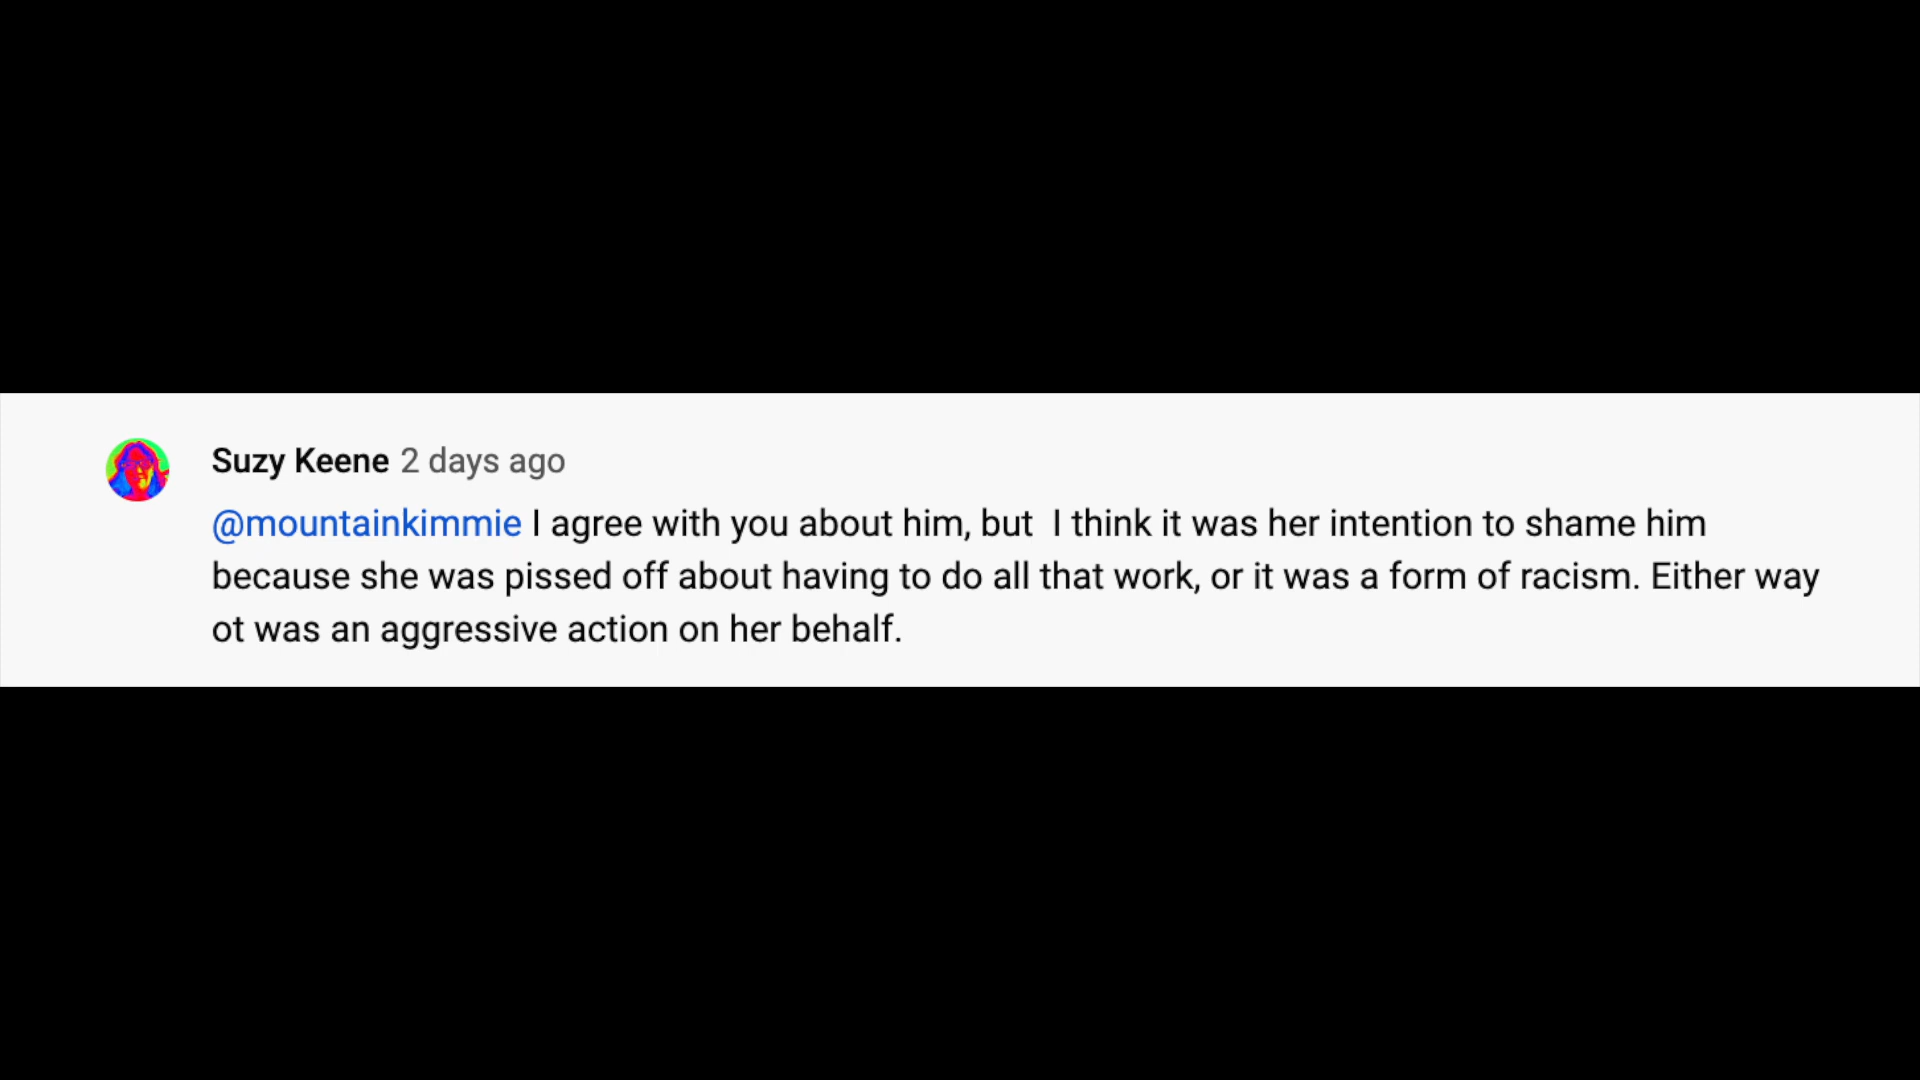 Suzy Keene 2 days ago
@mountainkimmie I agree with you about him, but  I think it was her intention to shame him
because she was pissed off about having to do all that work, or it was a form of racism. Either way
ot was an aggressive action on her behalf.